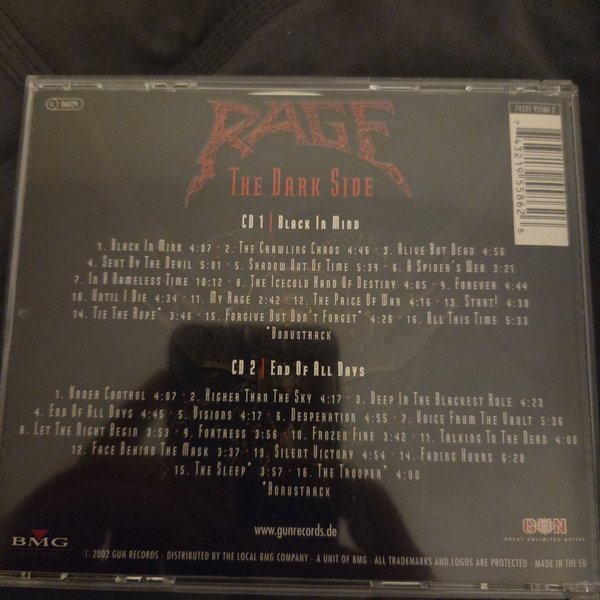 LC 06029
74321 95586 2
RAGE
THE DARK SIDE
CD 1 | BLACK IN MIND
1. BLACK IN MIND 4:07 · 2. THE CRAWLING CHAOS 4:46 · 3. ALIVE BUT DEAD 4:56
4. SENT BY THE DEVIL 5:01 · 5. SHADOW OUT OF TIME 5:39 · 6. A SPIDER'S WEB 3:21
7. IN A NAMELESS TIME 10:12 · 8. THE ICECOLD HAND OF DESTINY 4:05 · 9. FOREVER 4:44
10. UNTIL I DIE 4:34 · 11. MY RAGE 2:42 · 12. THE PRICE OF WAR 4:16 · 13. START! 4:30
14. TIE THE ROPE* 3:46 · 15. FORGIVE BUT DON'T FORGET* 4:26 · 16. ALL THIS TIME 5:33
*BONUSTRACK
CD 2 | END OF ALL DAYS
1. UNDER CONTROL 4:07 · 2. HIGHER THAN THE SKY 4:17 · 3. DEEP IN THE BLACKEST HOLE 4:23
4. END OF ALL DAYS 4:45 · 5. VISIONS 4:17 · 6. DESPERATION 4:55 · 7. VOICE FROM THE VAULT 5:36
8. LET THE NIGHT BEGIN 3:53 · 9. FORTRESS 3:56 · 10. FROZEN FIRE 3:42 · 11. TALKING TO THE DEAD 4:00
12. FACE BEHIND THE MASK 3:37 · 13. SILENT VICTORY 4:54 · 14. FADING HOURS 6:28
15. THE SLEEP* 3:57 · 16. THE TROOPER* 4:00
*BONUSTRACK
7 43219 55862 6
www.gunrecords.de
BMG
GUN
GREAT UNLIMITED NOISES
© 2002 GUN RECORDS · DISTRIBUTED BY THE LOCAL BMG COMPANY · A UNIT OF BMG · ALL TRADEMARKS AND LOGOS ARE PROTECTED · MADE IN THE EU